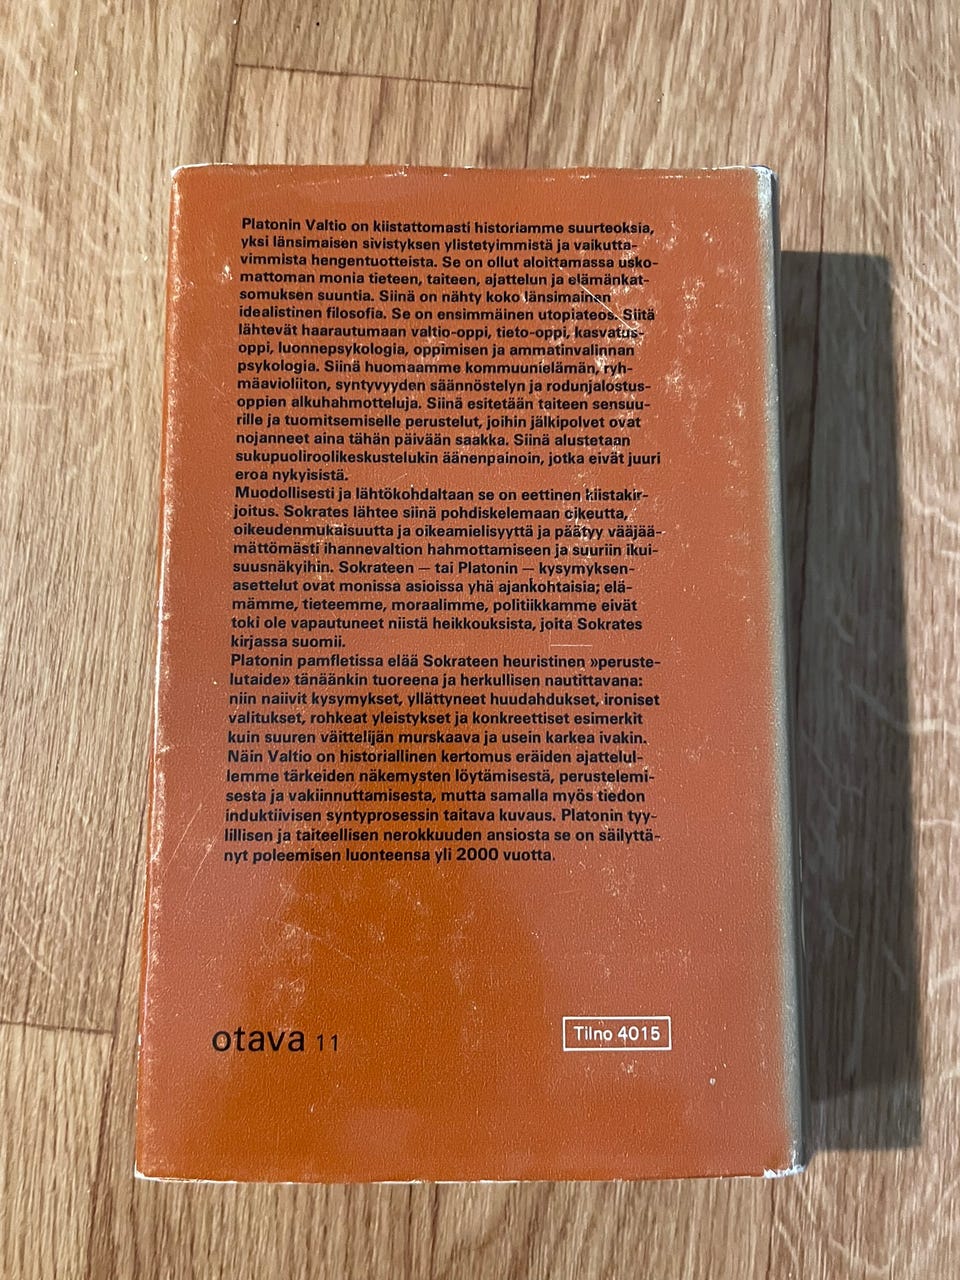 Platonin Valtio on kiistattomasti historiamme suurteoksia,
yksi länsimaisen sivistyksen ylistetyimmistä ja vaikutta-
vimmista hengentuotteista. Se on ollut aloittamassa usko-
mattoman monia tieteen, taiteen, ajattelun ja elämänkat-
somuksen suuntia. Siinä on nähty koko länsimainen
idealistinen filosofia. Se on ensimmäinen utopiateos. Siitä
lähtevät haarautumaan valtio-oppi, tieto-oppi, kasvatus-
oppi, luonnepsykologia, oppimisen ja ammatinvalinnan
psykologia. Siinä huomaamme kommuunielämän, ryh-
mäavioliiton, syntyvyyden säännöstelyn ja rodunjalostus-
oppien alkuhahmotteluja. Siinä esitetään taiteen sensuu-
rille ja tuomitsemiselle perustelut, joihin jälkipolvet ovat
nojanneet aina tähän päivään saakka. Siinä alustetaan
sukupuoliroolikeskustelukin äänenpainoin, jotka eivät juuri
eroa nykyisistä.
Muodollisesti ja lähtökohdaltaan se on eettinen kiistakir-
joitus. Sokrates lähtee siinä pohdiskelemaan oikeutta,
oikeudenmukaisuutta ja oikeamielisyyttä ja päätyy vääjää-
mättömästi ihannevaltion hahmottamiseen ja suuriin ikui-
suusnäkyihin. Sokrateen — tai Platonin — kysymyksen-
asettelut ovat monissa asioissa yhä ajankohtaisia; elä-
mämme, tieteemme, moraalimme, politiikkamme eivät
toki ole vapautuneet niistä heikkouksista, joita Sokrates
kirjassa suomii.
Platonin pamfletissa elää Sokrateen heuristinen »peruste-
lutaide» tänäänkin tuoreena ja herkullisen nautittavana:
niin naiivit kysymykset, yllättyneet huudahdukset, ironiset
valitukset, rohkeat yleistykset ja konkreettiset esimerkit
kuin suuren väittelijän murskaava ja usein karkea ivakin.
Näin Valtio on historiallinen kertomus eräiden ajattelul-
lemme tärkeiden näkemysten löytämisestä, perustelemi-
sesta ja vakiinnuttamisesta, mutta samalla myös tiedon
induktiivisen syntyprosessin taitava kuvaus. Platonin tyy-
lillisen ja taiteellisen nerokkuuden ansiosta se on säilyttä-
nyt poleemisen luonteensa yli 2000 vuotta.
otava 11
Tilno 4015